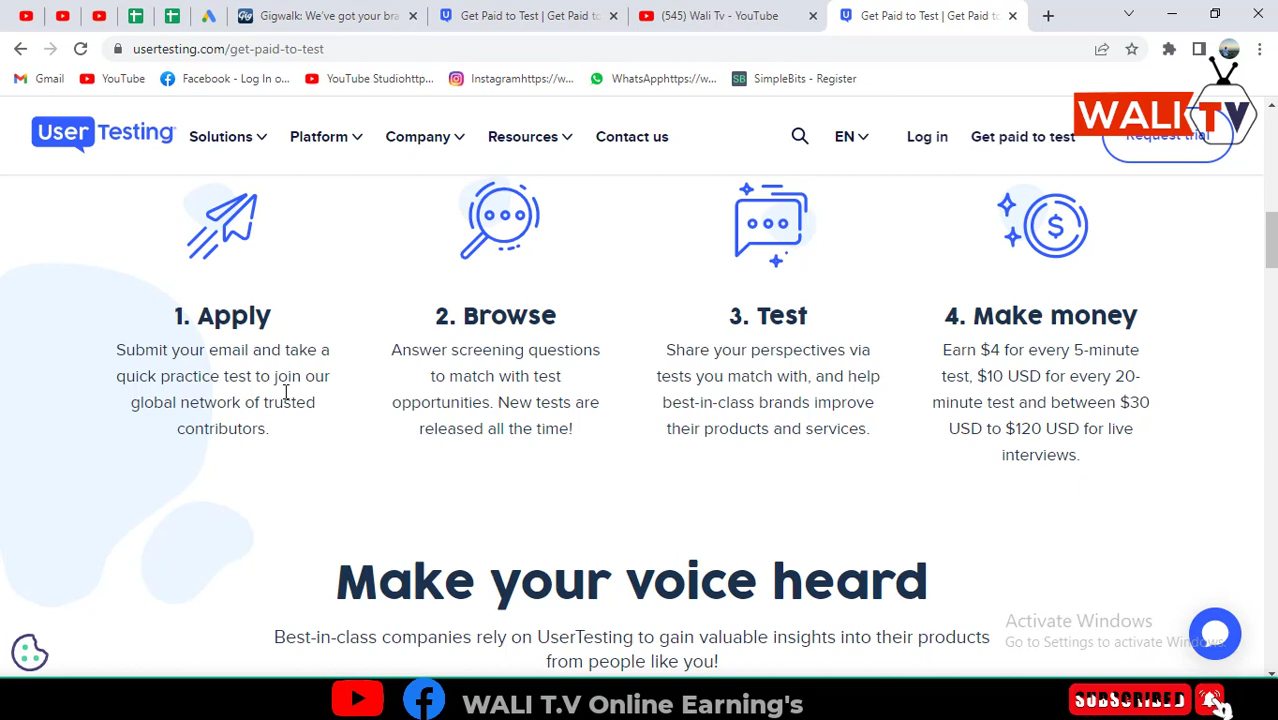 Gigwalk: We've got your bra
Get Paid to Test | Get Paid to
(545) Wali Tv - YouTube
Get Paid to Test | Get Paid to
usertesting.com/get-paid-to-test
Gmail
YouTube
Facebook - Log In o...
YouTube Studiohttp...
Instagramhttps://w...
WhatsApphttps://w...
SB
SimpleBits - Register
WALI TV
UserTesting
Solutions
Platform
Company
Resources
Contact us
EN
Log in
Get paid to test
Request trial
1. Apply
Submit your email and take a
quick practice test to join our
global network of trusted
contributors.
2. Browse
Answer screening questions
to match with test
opportunities. New tests are
released all the time!
3. Test
Share your perspectives via
tests you match with, and help
best-in-class brands improve
their products and services.
4. Make money
Earn $4 for every 5-minute
test, $10 USD for every 20-
minute test and between $30
USD to $120 USD for live
interviews.
Make your voice heard
Best-in-class companies rely on UserTesting to gain valuable insights into their products
from people like you!
Activate Windows
Go to Settings to activate Windows.
WALI T.V Online Earning's
SUBSCRIBED